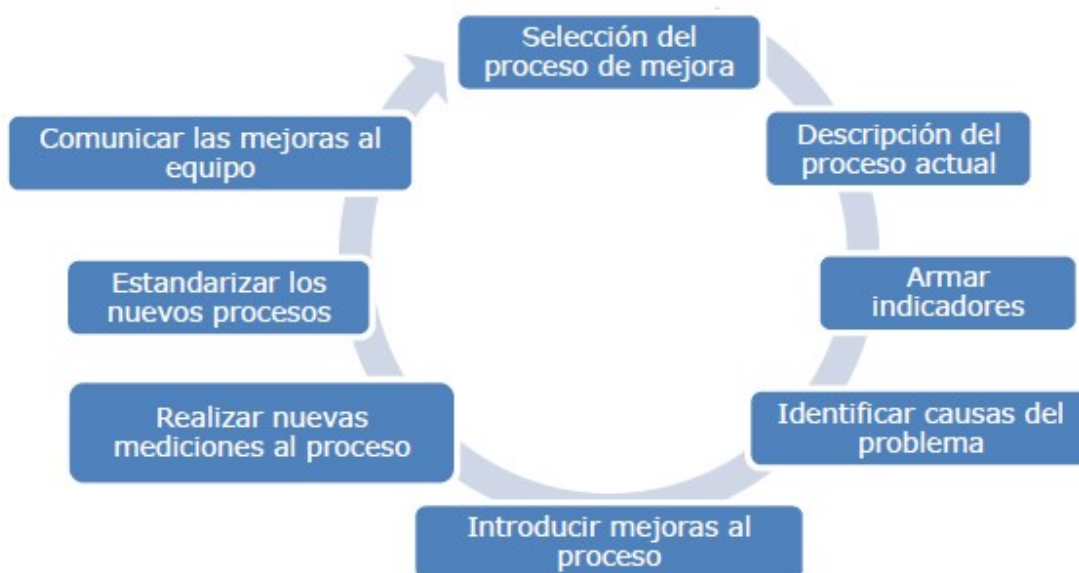 Selección del
proceso de mejora
Descripción del
proceso actual
Armar
indicadores
Identificar causas del
problema
Introducir mejoras al
proceso
Realizar nuevas
mediciones al proceso
Estandarizar los
nuevos procesos
Comunicar las mejoras al
equipo